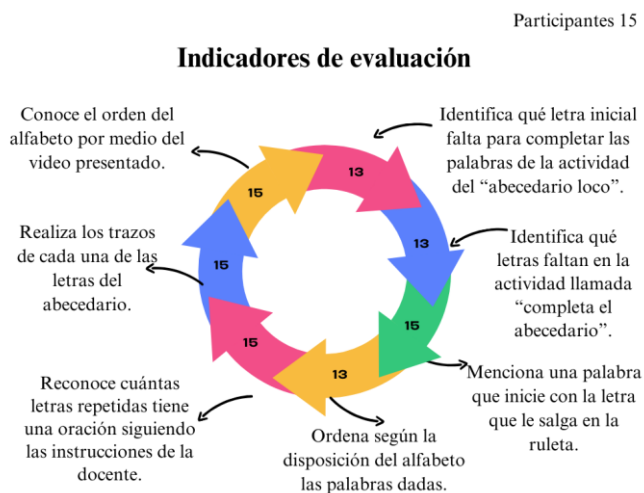 Participantes 15
Indicadores de evaluación
Conoce el orden del
alfabeto por medio del
video presentado.
Identifica qué letra inicial
falta para completar las
palabras de la actividad
del “abecedario loco”.
Realiza los trazos
de cada una de las
letras del
abecedario.
Identifica qué
letras faltan en la
actividad llamada
“completa el
abecedario”.
Reconoce cuántas
letras repetidas tiene
una oración siguiendo
las instrucciones de la
docente.
Ordena según la
disposición del alfabeto
las palabras dadas.
Menciona una palabra
que inicie con la letra
que le salga en la
ruleta.
15
13
13
15
13
15
15